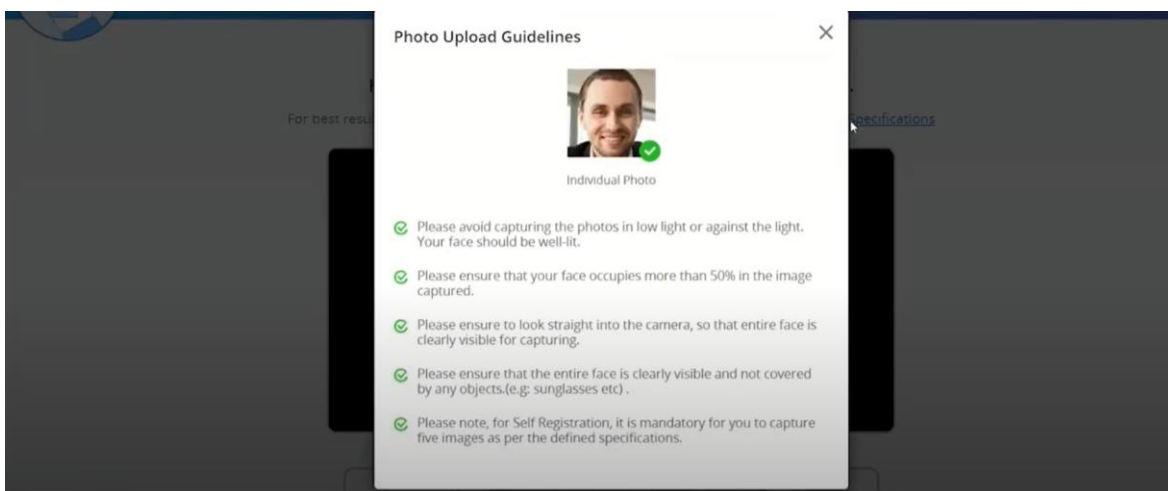 Photo Upload Guidelines
For best resu
Specifications
Individual Photo
Please avoid capturing the photos in low light or against the light.
Your face should be well-lit.
Please ensure that your face occupies more than 50% in the image
captured.
Please ensure to look straight into the camera, so that entire face is
clearly visible for capturing.
Please ensure that the entire face is clearly visible and not covered
by any objects.(e.g: sunglasses etc) .
Please note, for Self Registration, it is mandatory for you to capture
five images as per the defined specifications.